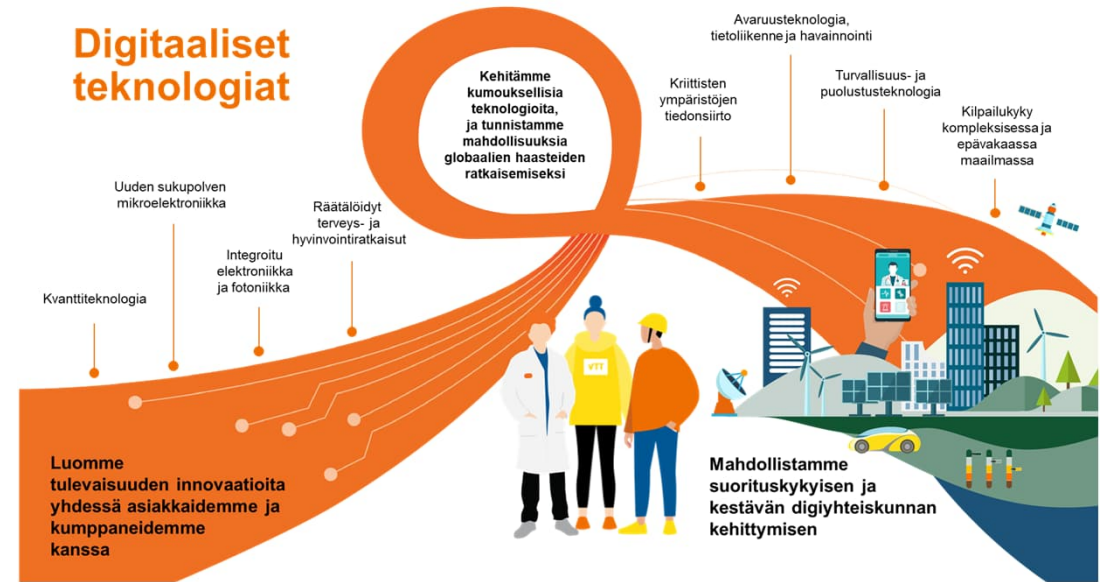 Digitaaliset
teknologiat
Kvanttiteknologia
Uuden sukupolven
mikroelektroniikka
Integroitu
elektroniikka
ja fotoniikka
Räätälöidyt
terveys- ja
hyvinvointiratkaisut
Kehitämme
kumouksellisia
teknologioita,
ja tunnistamme
mahdollisuuksia
globaalien haasteiden
ratkaisemiseksi
Kriittisten
ympäristöjen
tiedonsiirto
Avaruusteknologia,
tietoliikenne ja havainnointi
Turvallisuus- ja
puolustusteknologia
Kilpailukyky
kompleksisessa ja
epävakaassa
maailmassa
VTT
Luomme
tulevaisuuden innovaatioita
yhdessä asiakkaidemme ja
kumppaneidemme
kanssa
Mahdollistamme
suorituskykyisen ja
kestävän digiyhteiskunnan
kehittymisen